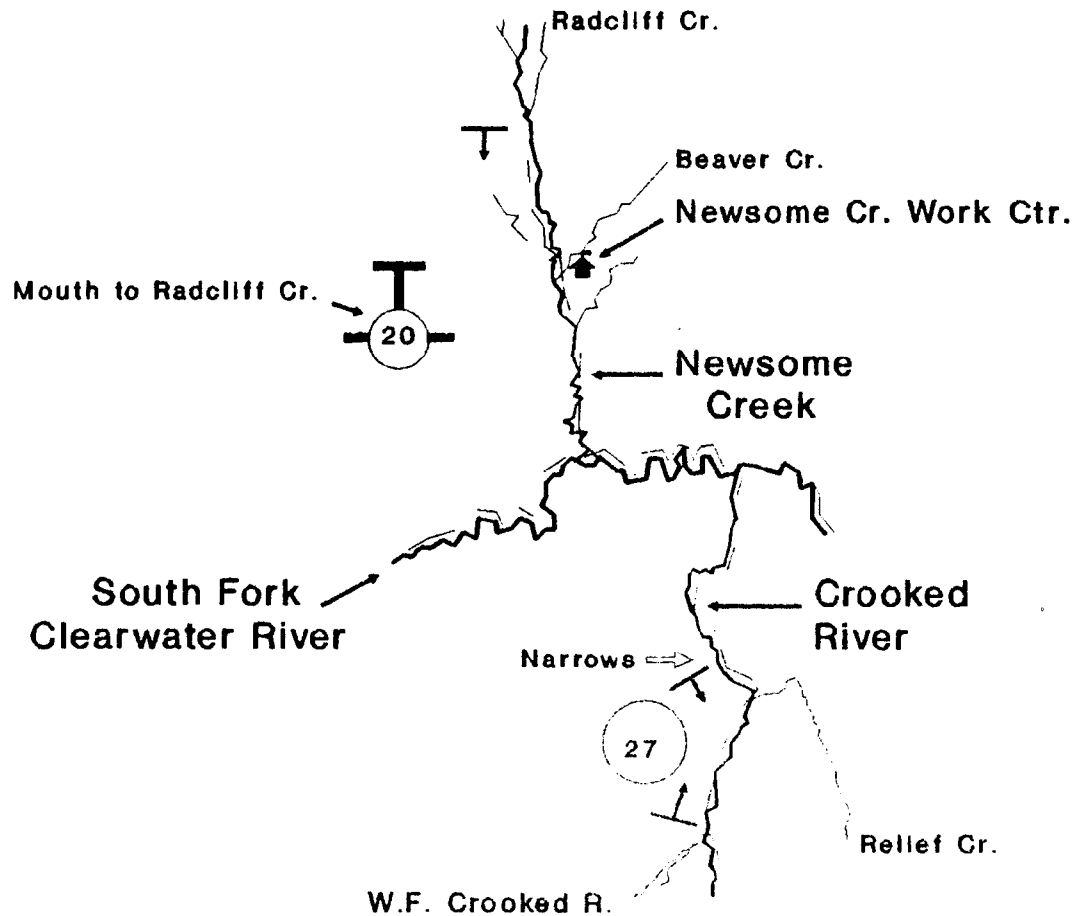 Radcliff Cr.
Beaver Cr.
Newsome Cr. Work Ctr.
Mouth to Radcliff Cr.
20
Newsome
Creek
South Fork
Clearwater River
Crooked
River
Narrows
27
Relief Cr.
W.F. Crooked R.